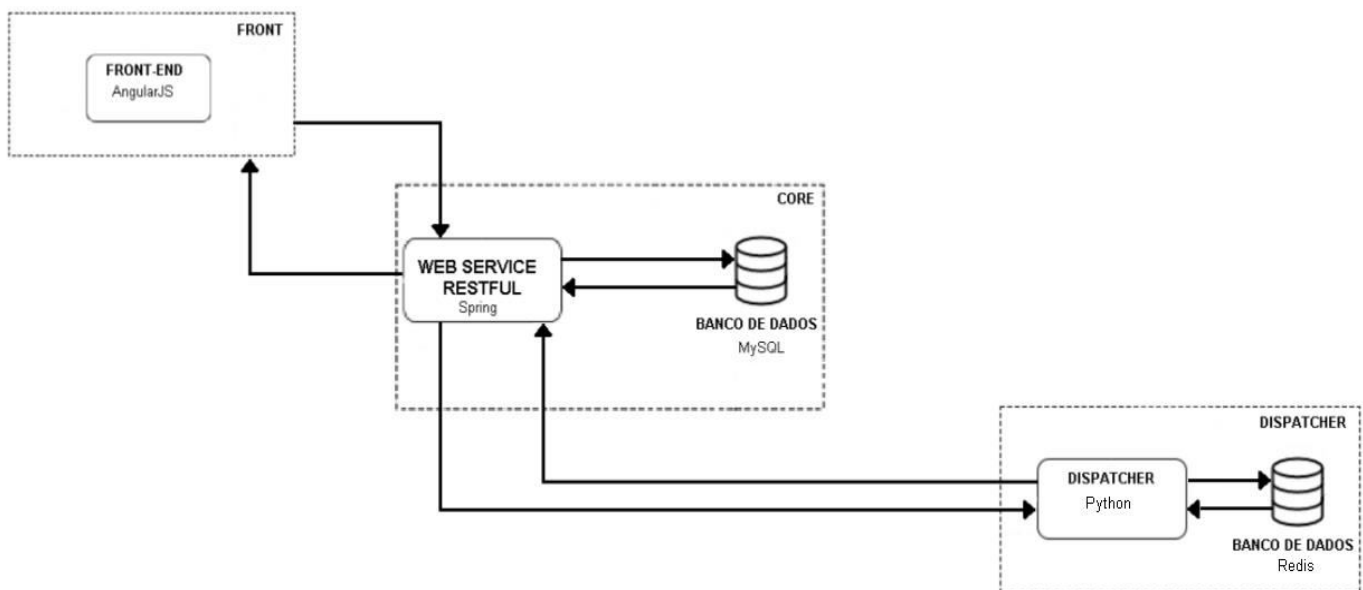 FRONT
FRONT-END
AngularJS
CORE
WEB SERVICE
RESTFUL
Spring
BANCO DE DADOS
MySQL
DISPATCHER
DISPATCHER
Python
BANCO DE DADOS
Redis